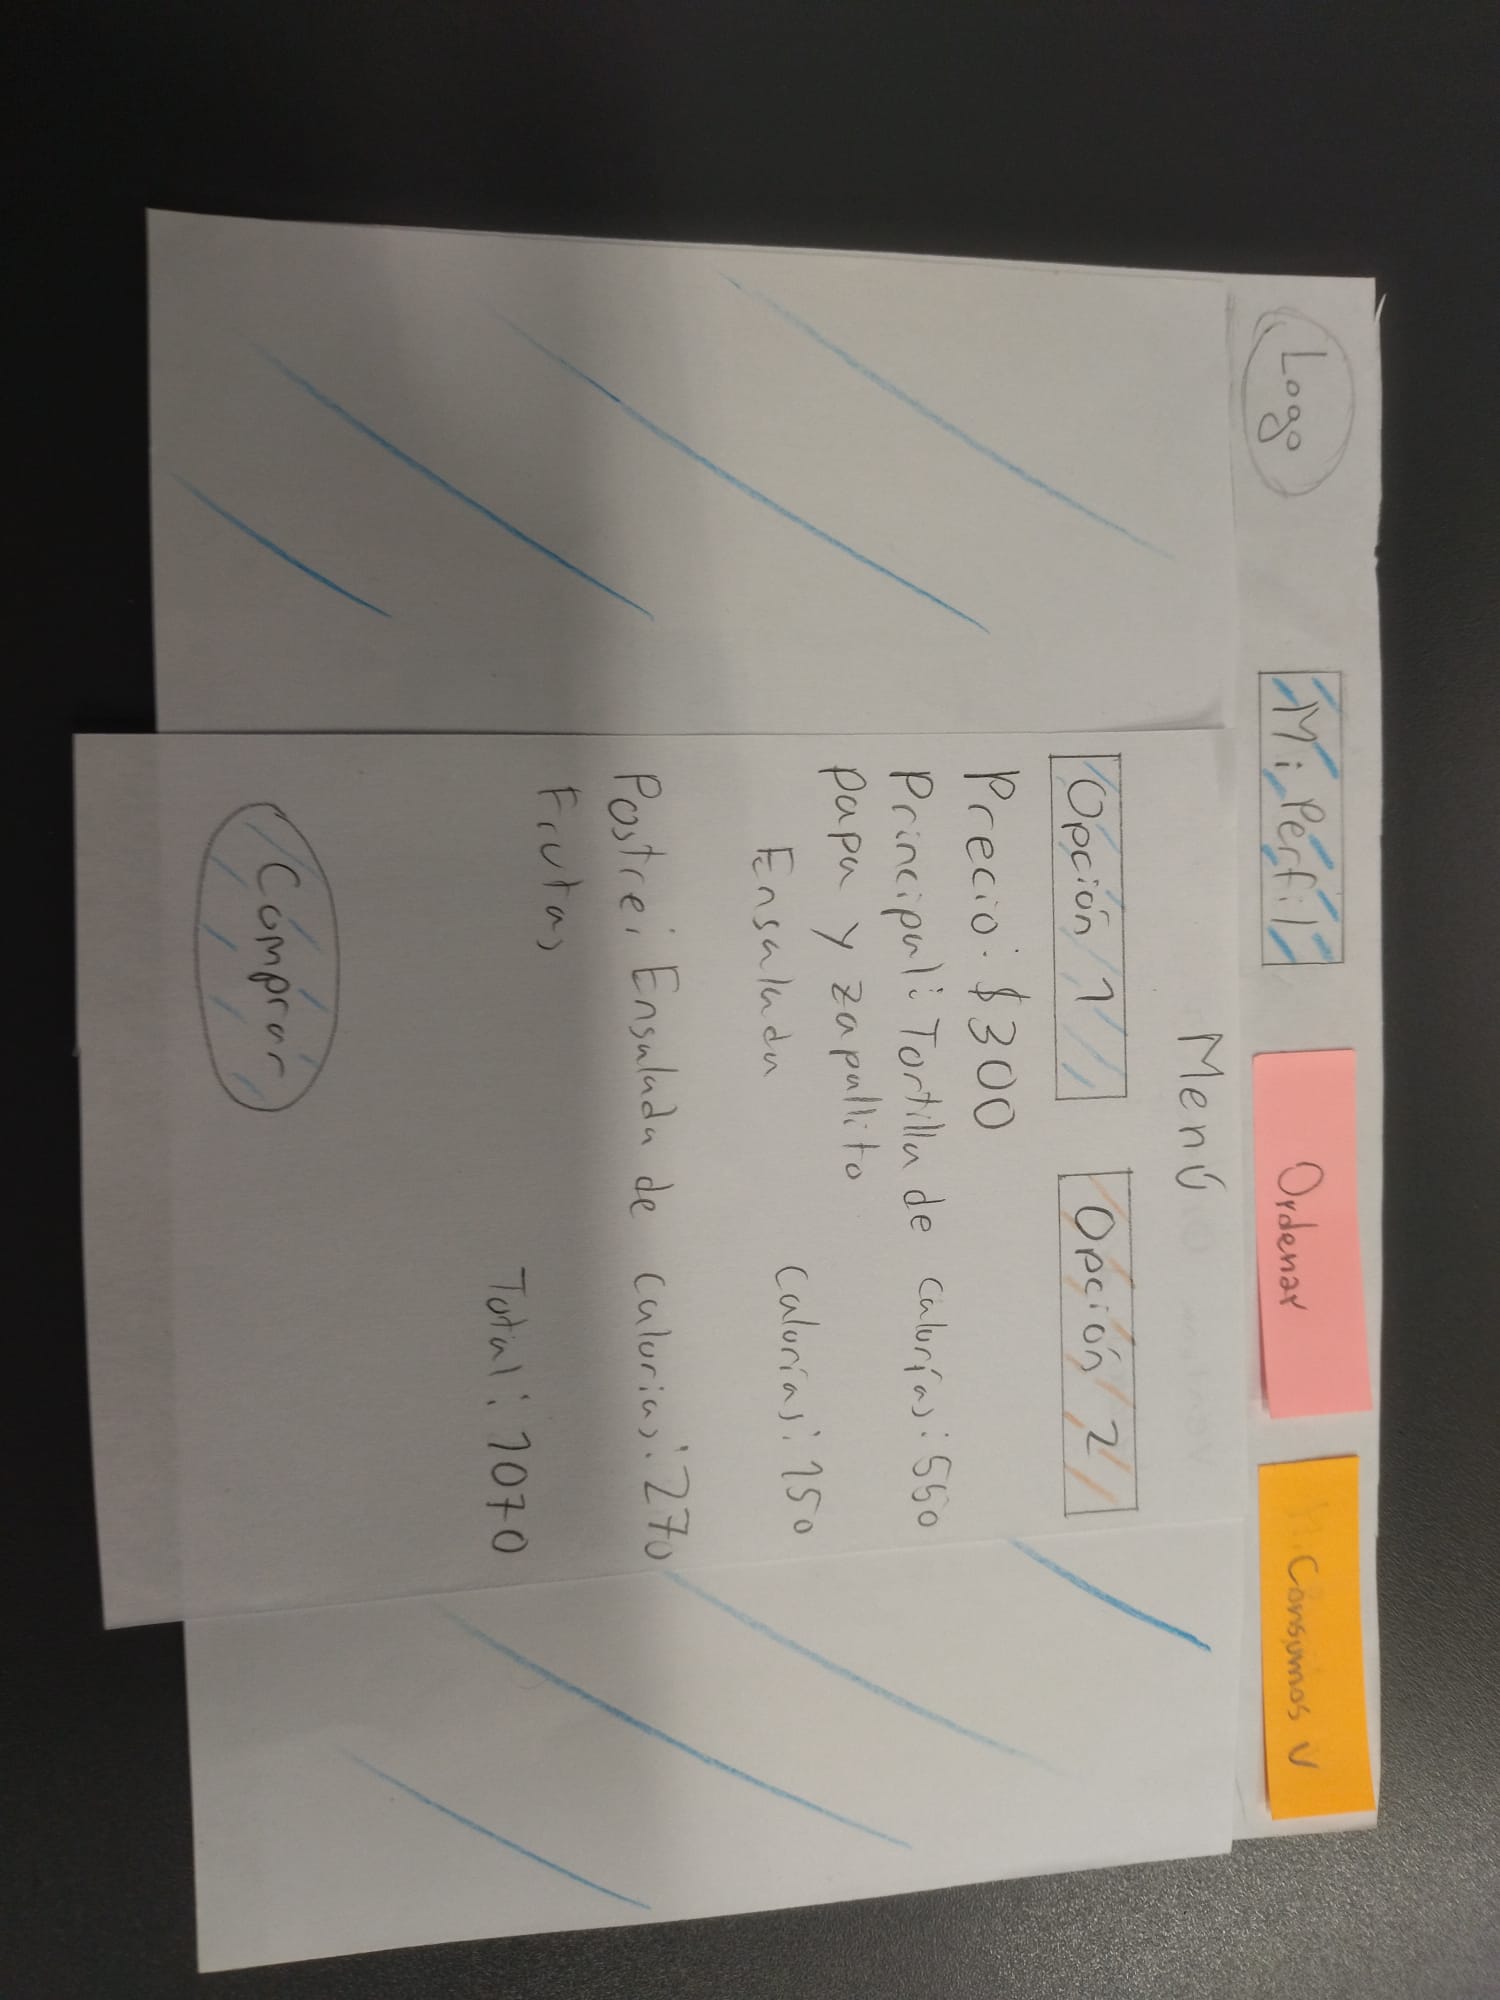 Logo
Mi Perfil
Ordenar
Consumos V
Menú
Opción 1
Opción 2
Precio: $300
Principal: Tortilla de Calorías: 550
papa y zapallito
Ensalada Calorías: 150
Postre: Ensalada de Calorias: 270
Frutas
Total: 1070
Comprar